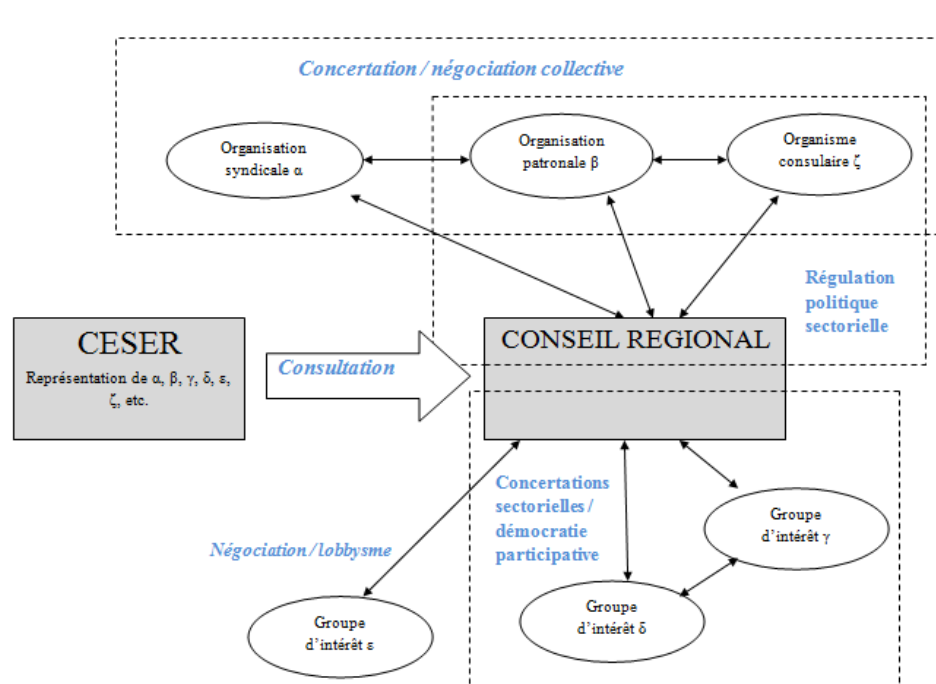 Concertation / négociation collective
Organisation
syndicale α
Organisation
patronale β
Organisme
consulaire ζ
Régulation
politique
sectorielle
CESER
Représentation de α, β, γ, δ, ε,
ζ, etc.
Consultation
CONSEIL REGIONAL
Concertations
sectorielles /
démocratie
participative
Négociation / lobbysme
Groupe
d’intérêt γ
Groupe
d’intérêt δ
Groupe
d’intérêt ε